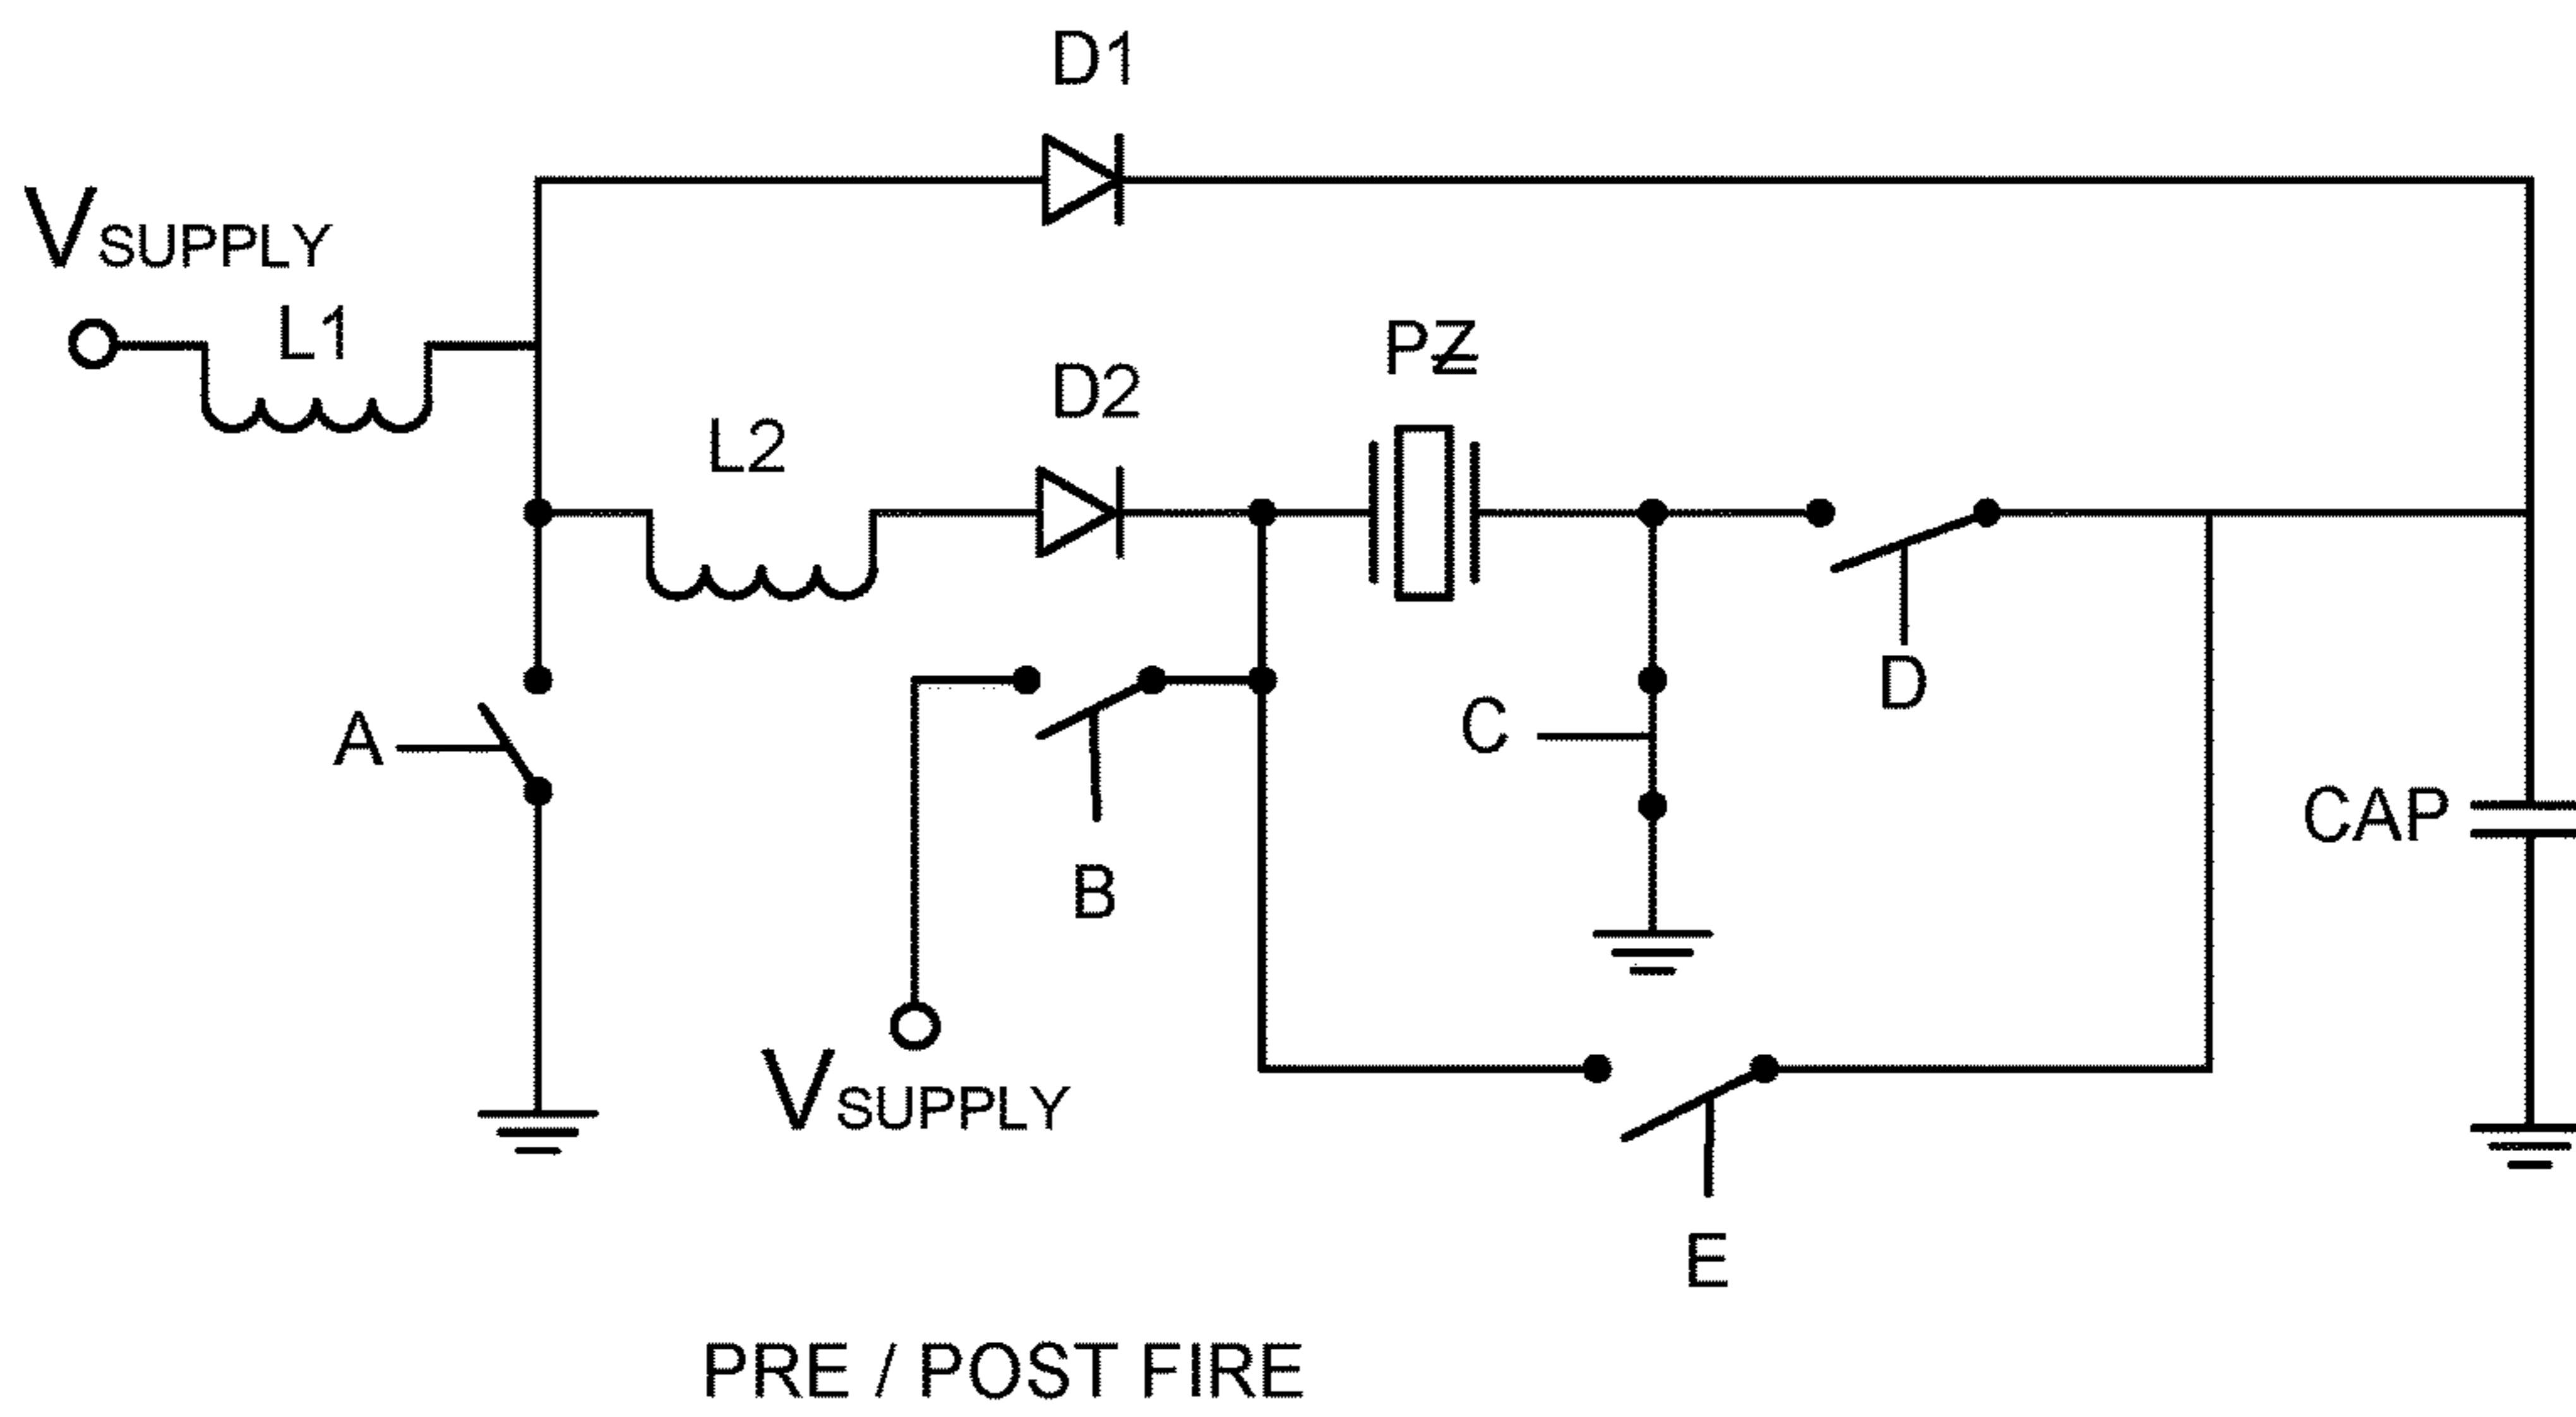 D1
VSUPPLY
L1
PZ
D2
L2
D
A
C
CAP
B
VSUPPLY
E
PRE / POST FIRE